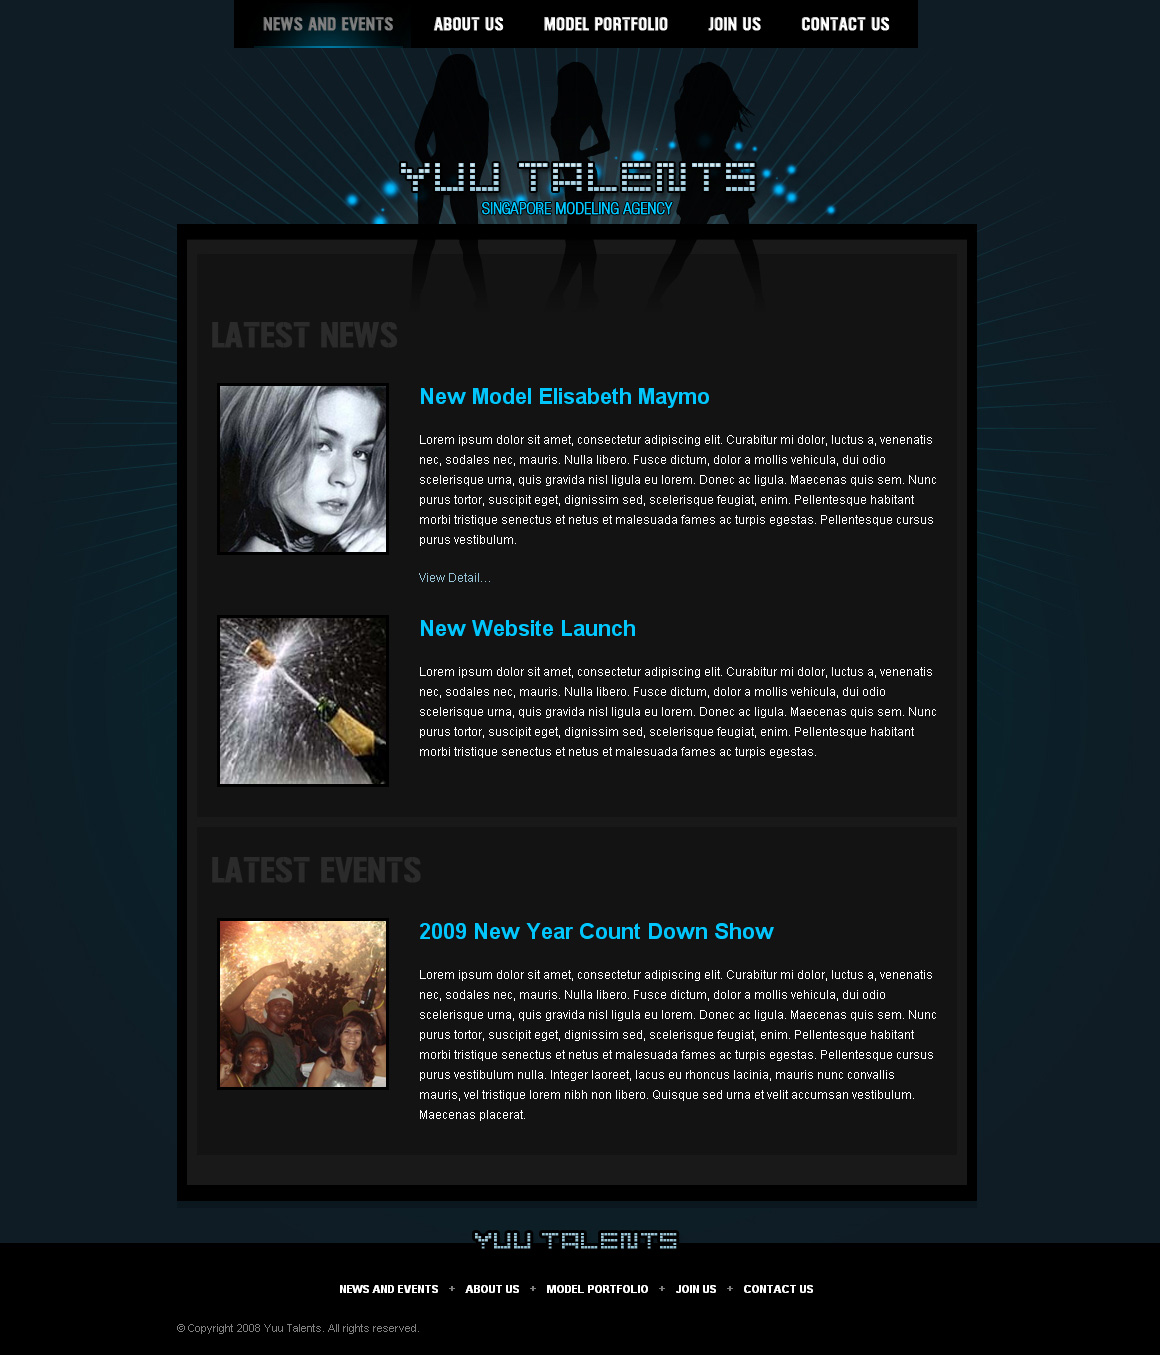 NEWS AND EVENTS ABOUT US MODEL PORTFOLIO JOIN US CONTACT US
YUU TALENTS
SINGAPORE MODELING AGENCY
LATEST NEWS
New Model Elisabeth Maymo
Lorem ipsum dolor sit amet, consectetur adipiscing elit. Curabitur mi dolor, luctus a, venenatis
nec, sodales nec, mauris. Nulla libero. Fusce dictum, dolor a mollis vehicula, dui odio
scelerisque urna, quis gravida nisl ligula eu lorem. Donec ac ligula. Maecenas quis sem. Nunc
purus tortor, suscipit eget, dignissim sed, scelerisque feugiat, enim. Pellentesque habitant
morbi tristique senectus et netus et malesuada fames ac turpis egestas. Pellentesque cursus
purus vestibulum.
View Detail...
New Website Launch
Lorem ipsum dolor sit amet, consectetur adipiscing elit. Curabitur mi dolor, luctus a, venenatis
nec, sodales nec, mauris. Nulla libero. Fusce dictum, dolor a mollis vehicula, dui odio
scelerisque urna, quis gravida nisl ligula eu lorem. Donec ac ligula. Maecenas quis sem. Nunc
purus tortor, suscipit eget, dignissim sed, scelerisque feugiat, enim. Pellentesque habitant
morbi tristique senectus et netus et malesuada fames ac turpis egestas.
LATEST EVENTS
2009 New Year Count Down Show
Lorem ipsum dolor sit amet, consectetur adipiscing elit. Curabitur mi dolor, luctus a, venenatis
nec, sodales nec, mauris. Nulla libero. Fusce dictum, dolor a mollis vehicula, dui odio
scelerisque urna, quis gravida nisl ligula eu lorem. Donec ac ligula. Maecenas quis sem. Nunc
purus tortor, suscipit eget, dignissim sed, scelerisque feugiat, enim. Pellentesque habitant
morbi tristique senectus et netus et malesuada fames ac turpis egestas. Pellentesque cursus
purus vestibulum nulla. Integer laoreet, lacus eu rhoncus lacinia, mauris nunc convallis
mauris, vel tristique lorem nibh non libero. Quisque sed urna et velit accumsan vestibulum.
Maecenas placerat.
YUU TALENTS
NEWS AND EVENTS + ABOUT US + MODEL PORTFOLIO + JOIN US + CONTACT US
© Copyright 2008 Yuu Talents. All rights reserved.